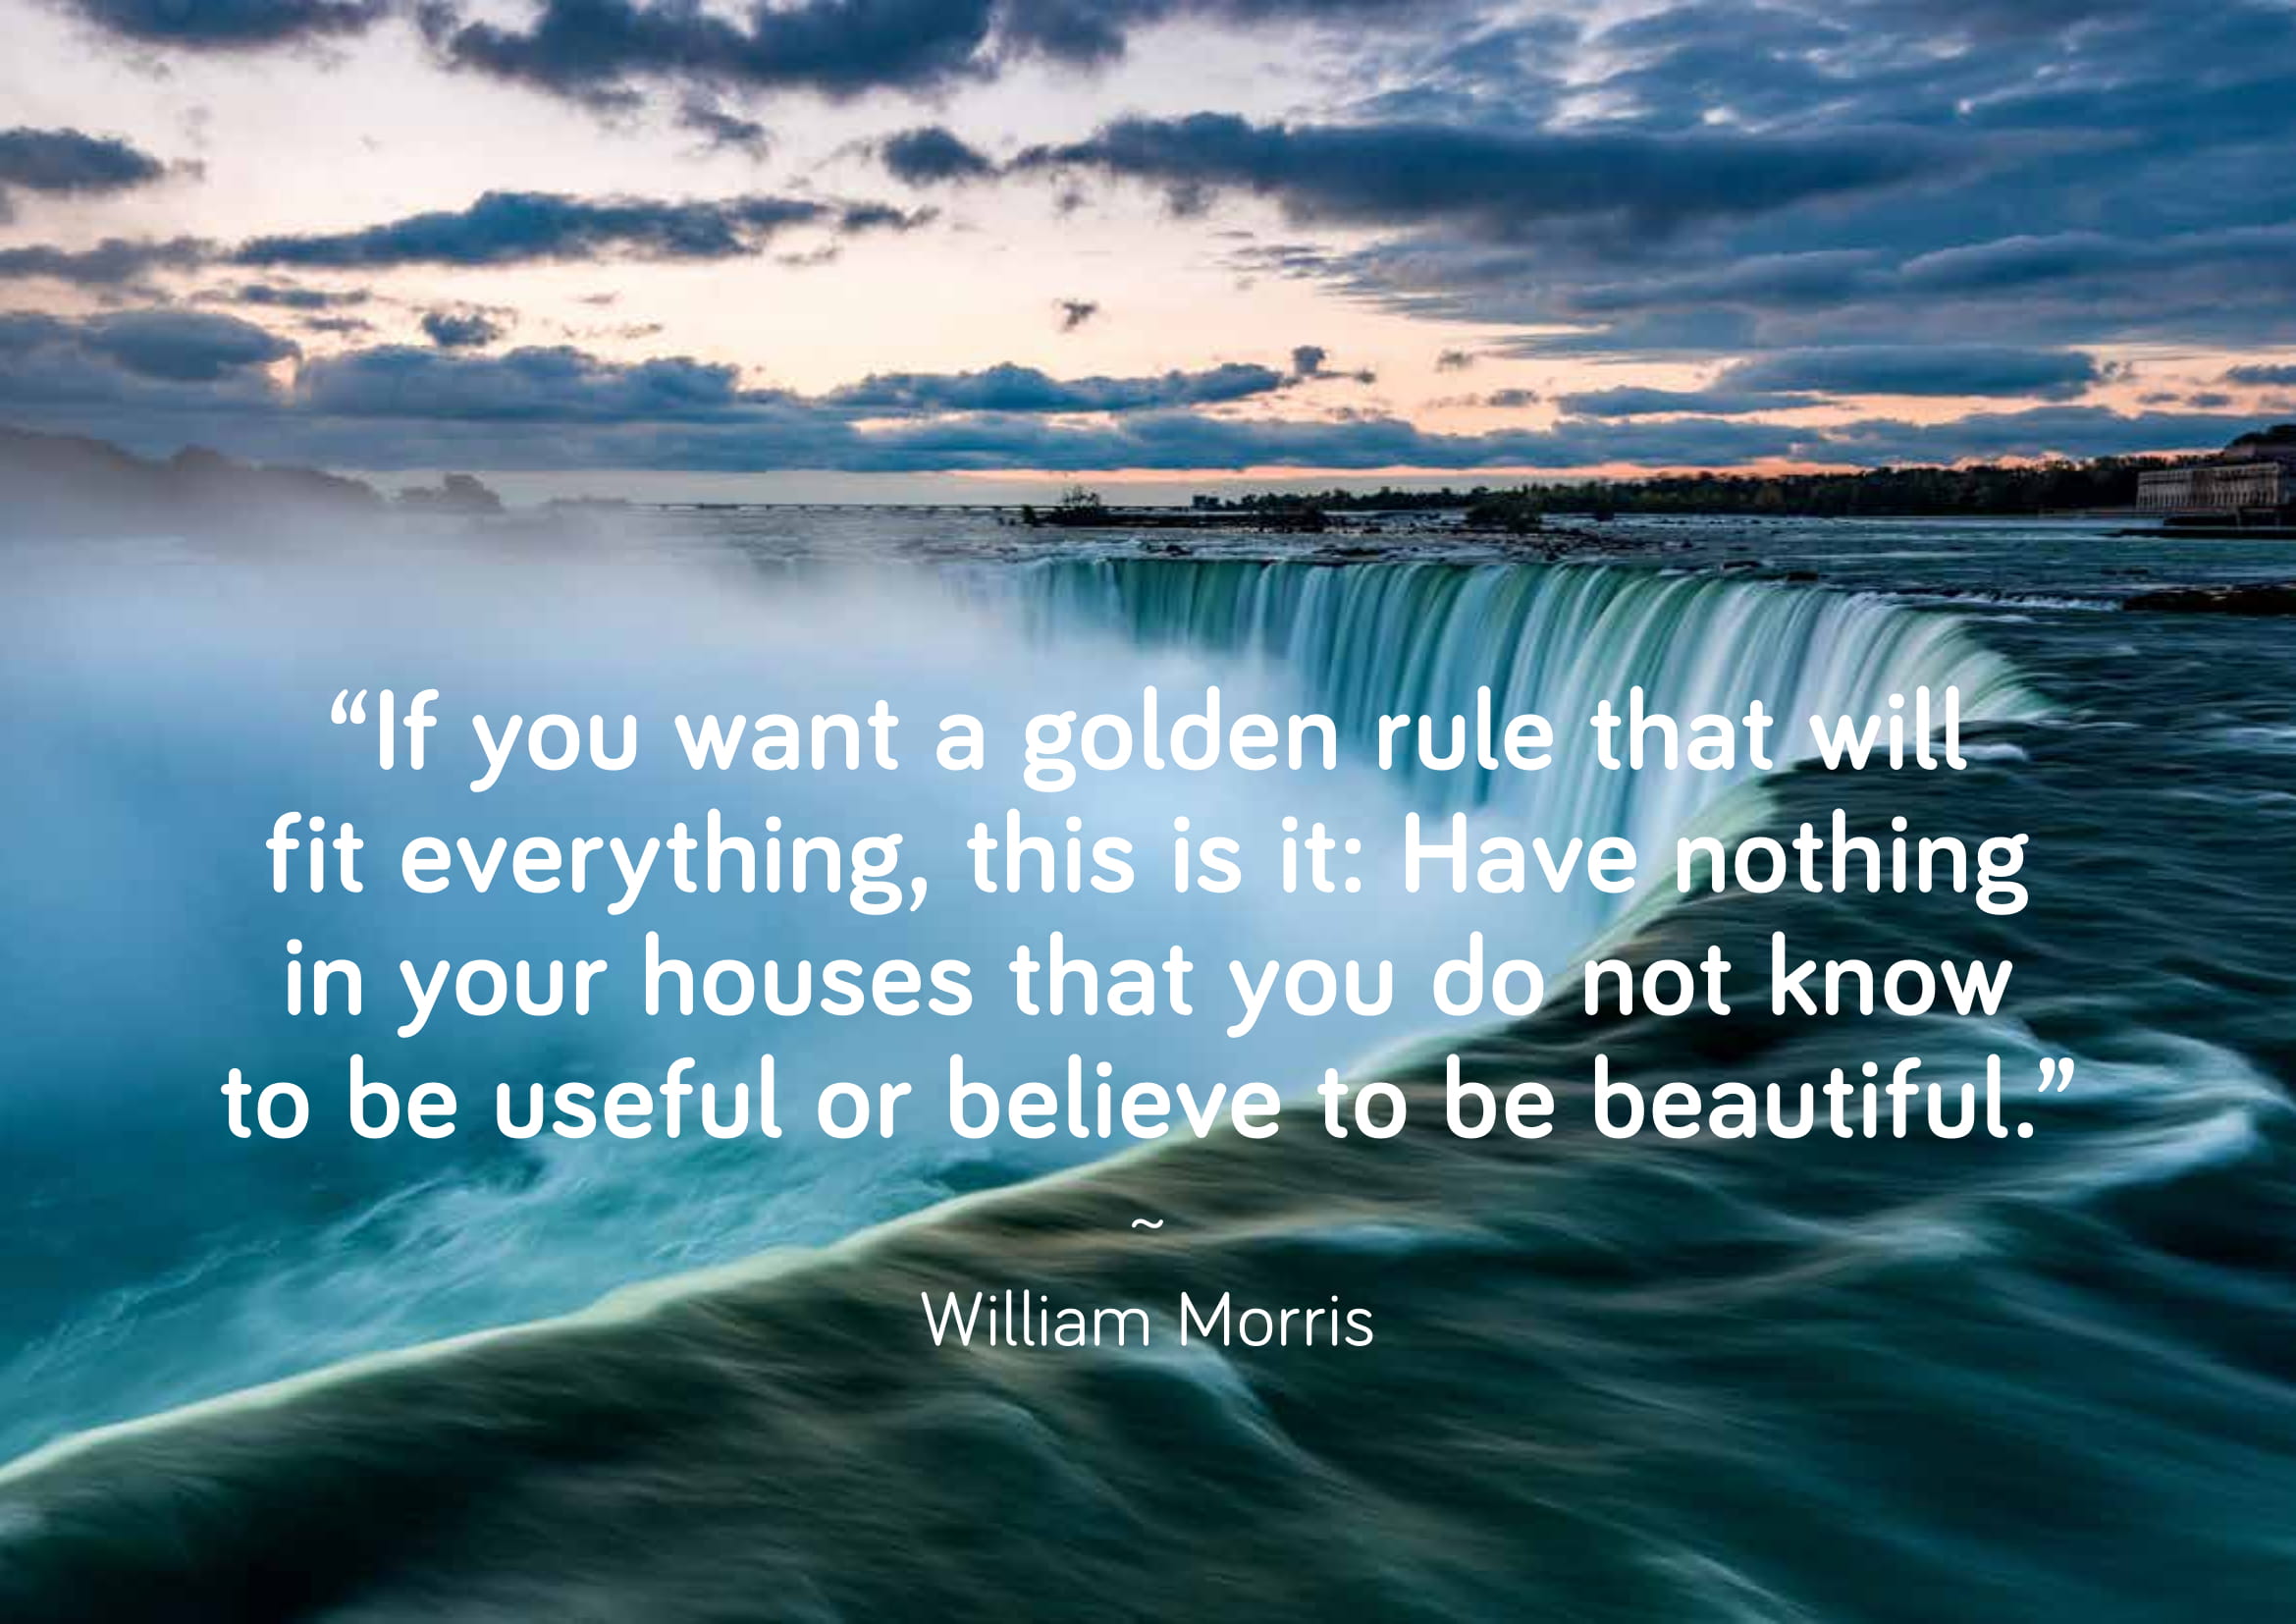 “If you want a golden rule that will
fit everything, this is it: Have nothing
in your houses that you do not know
to be useful or believe to be beautiful.”
~
William Morris